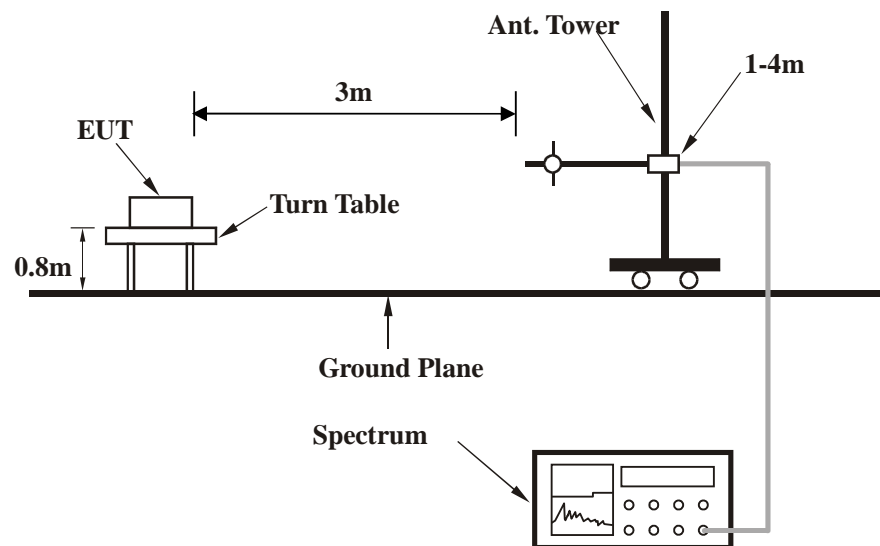 Ant. Tower
1-4m
3m
EUT
Turn Table
0.8m
Ground Plane
Spectrum